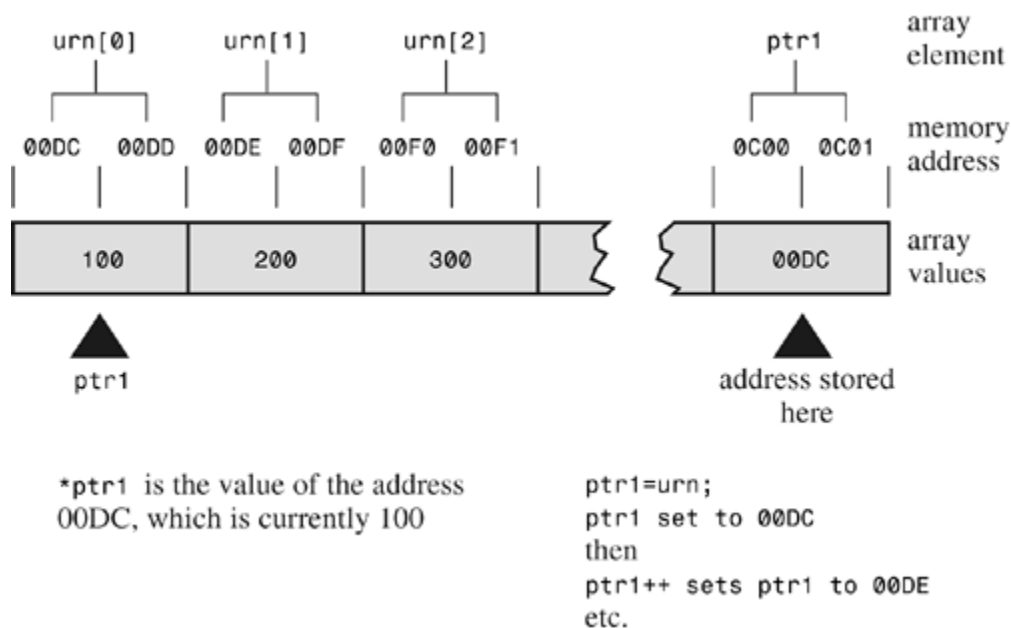 urn[0] urn[1] urn[2] ptr1 array element
00DC 00DD 00DE 00DF 00F0 00F1 0C00 0C01 memory address
100 200 300 00DC array values
ptr1 address stored here
*ptr1 is the value of the address
00DC, which is currently 100
ptr1=urn;
ptr1 set to 00DC
then
ptr1++ sets ptr1 to 00DE
etc.